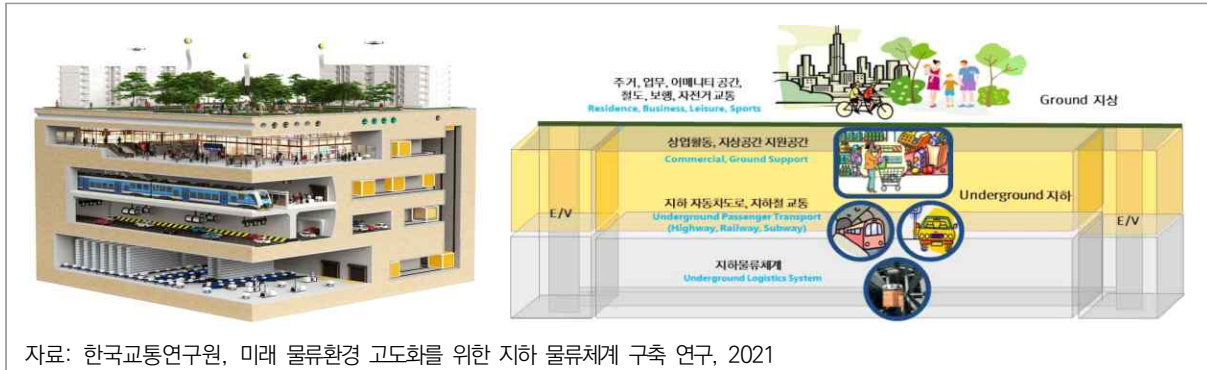 주거, 업무, 어메니티 공간,
철도, 보행, 자전거 교통
Residence, Business, Leisure, Sports
Ground 지상
상업활동, 지상공간 지원공간
Commercial, Ground Support
Underground 지하
지하 자동차도로, 지하철 교통
Underground Passenger Transport
(Highway, Railway, Subway)
E/V
E/V
지하물류체계
Underground Logistics System
자료: 한국교통연구원, 미래 물류환경 고도화를 위한 지하 물류체계 구축 연구, 2021